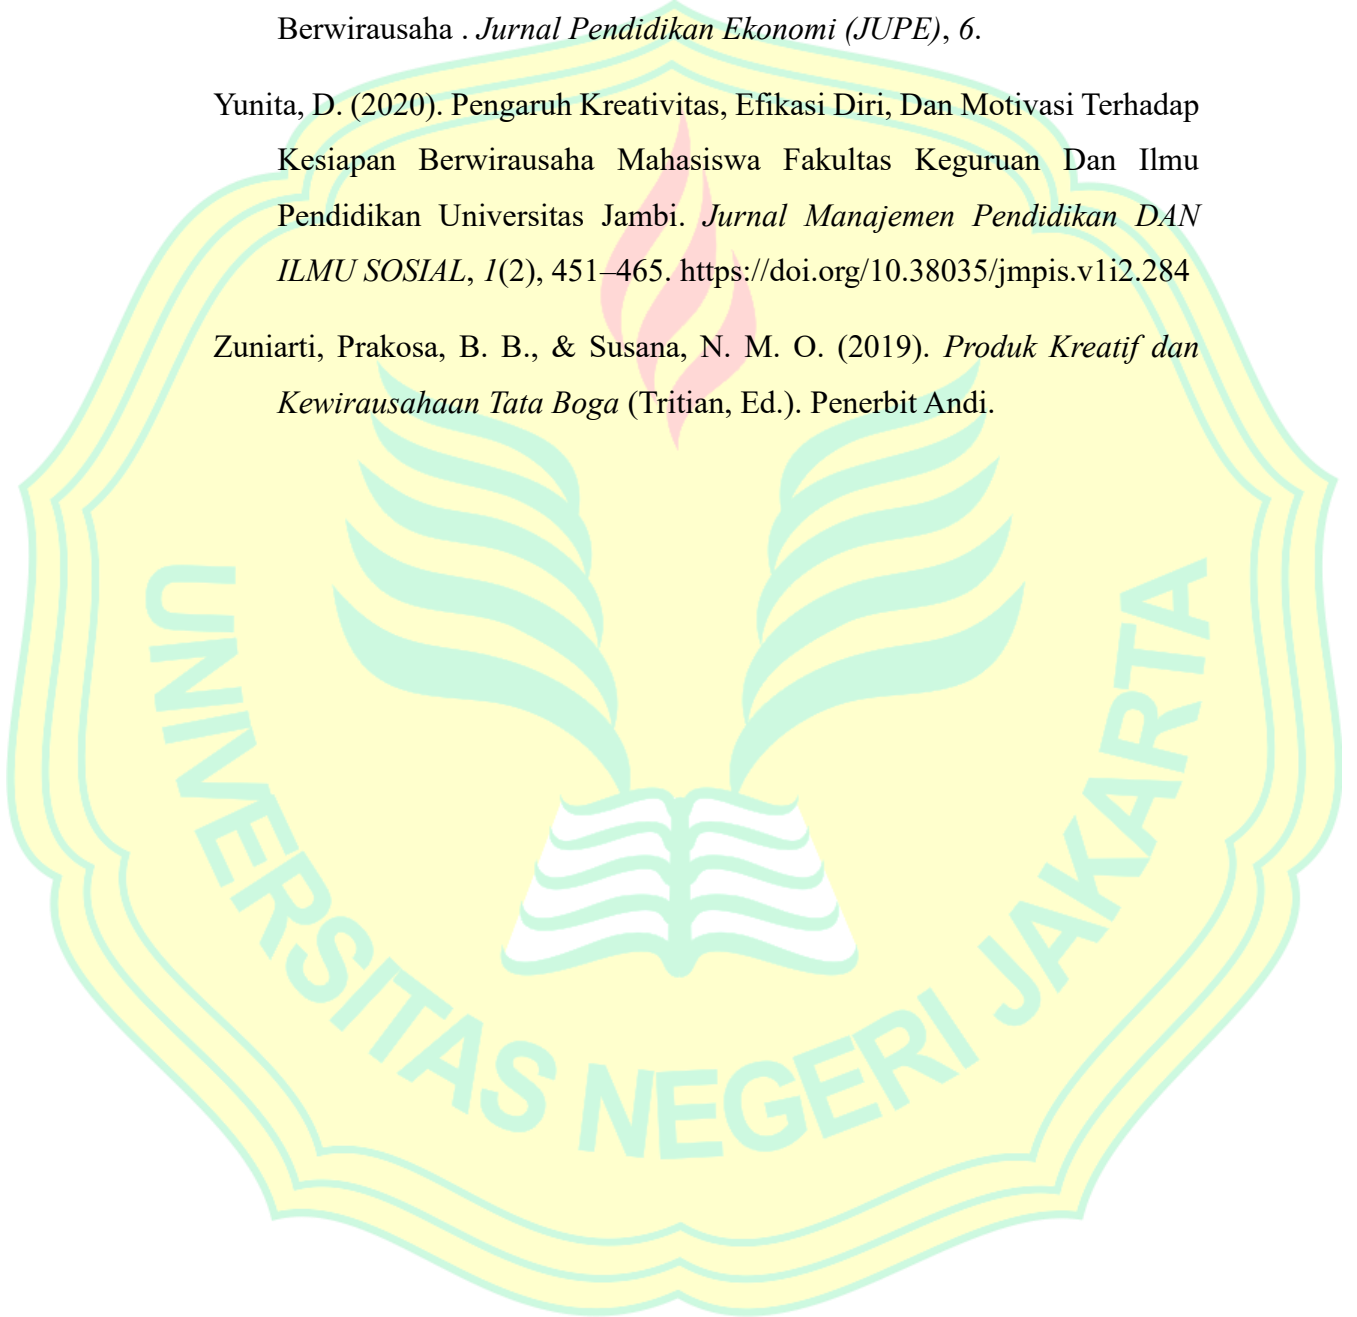 Berwirausaha . Jurnal Pendidikan Ekonomi (JUPE), 6.
Yunita, D. (2020). Pengaruh Kreativitas, Efikasi Diri, Dan Motivasi Terhadap
Kesiapan Berwirausaha Mahasiswa Fakultas Keguruan Dan Ilmu
Pendidikan Universitas Jambi. Jurnal Manajemen Pendidikan DAN
ILMU SOSIAL, 1(2), 451–465. https://doi.org/10.38035/jmpis.v1i2.284
Zuniarti, Prakosa, B. B., & Susana, N. M. O. (2019). Produk Kreatif dan
Kewirausahaan Tata Boga (Tritian, Ed.). Penerbit Andi.
UNIVERSITAS NEGERI JAKARTA